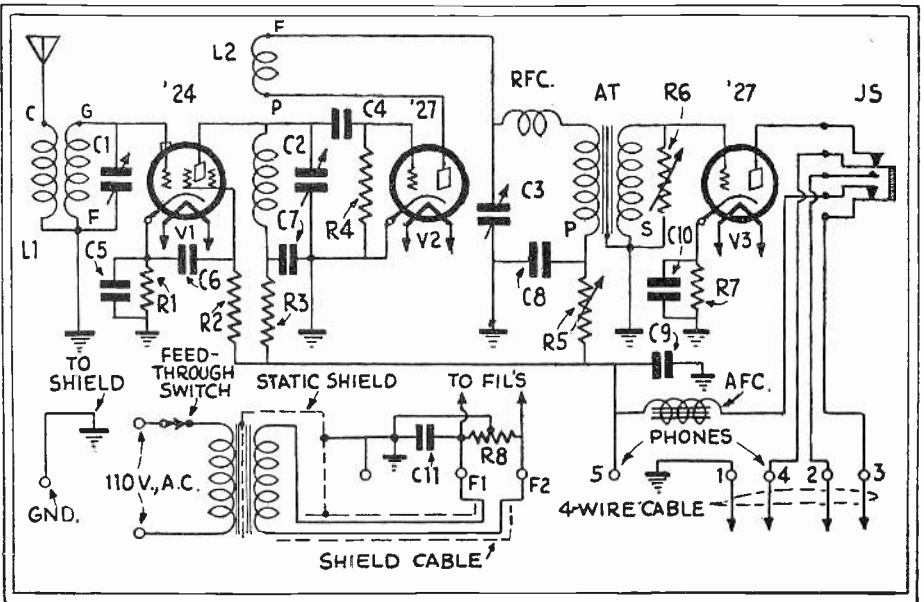 F
L2
P
C
G
C1
'24
F
L1
V1
C5
R1
C6
R2
C2
C4
'27
C7
R4
R3
V2
RFC.
AT
R6
'27
JS
C3
P
S
C8
R5
C10
V3
R7
C9
TO
SHIELD
FEED-
THROUGH
SWITCH
STATIC SHIELD
TO FIL'S
AFC.
PHONES
GND.
110 V., A.C.
C11
R8
F1
F2
5
1
4
2
3
4-WIRE CABLE
SHIELD CABLE